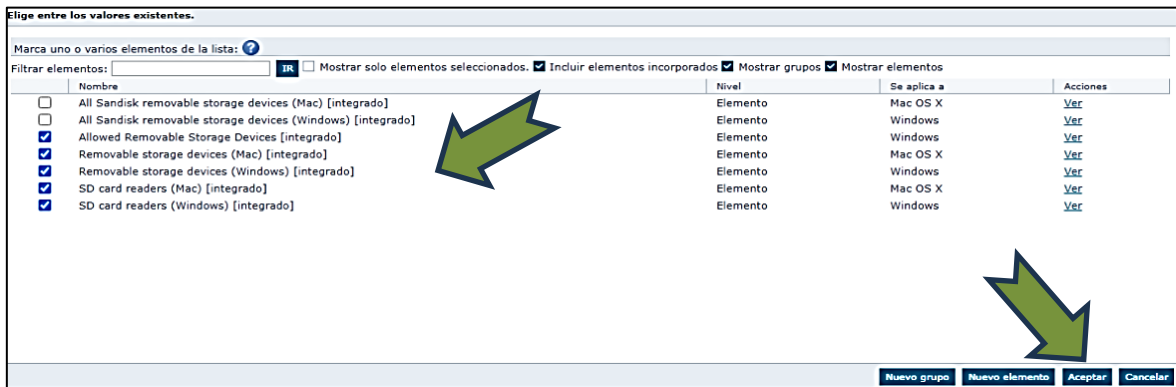 Elige entre los valores existentes.
Marca uno o varios elementos de la lista: ?
Filtrar elementos: IR Mostrar solo elementos seleccionados. Incluir elementos incorporados Mostrar grupos Mostrar elementos
Nombre Nivel Se aplica a Acciones
All Sandisk removable storage devices (Mac) [integrado] Elemento Mac OS X Ver
All Sandisk removable storage devices (Windows) [integrado] Elemento Windows Ver
Allowed Removable Storage Devices [integrado] Elemento Windows Ver
Removable storage devices (Mac) [integrado] Elemento Mac OS X Ver
Removable storage devices (Windows) [integrado] Elemento Windows Ver
SD card readers (Mac) [integrado] Elemento Mac OS X Ver
SD card readers (Windows) [integrado] Elemento Windows Ver
Nuevo grupo Nuevo elemento Aceptar Cancelar